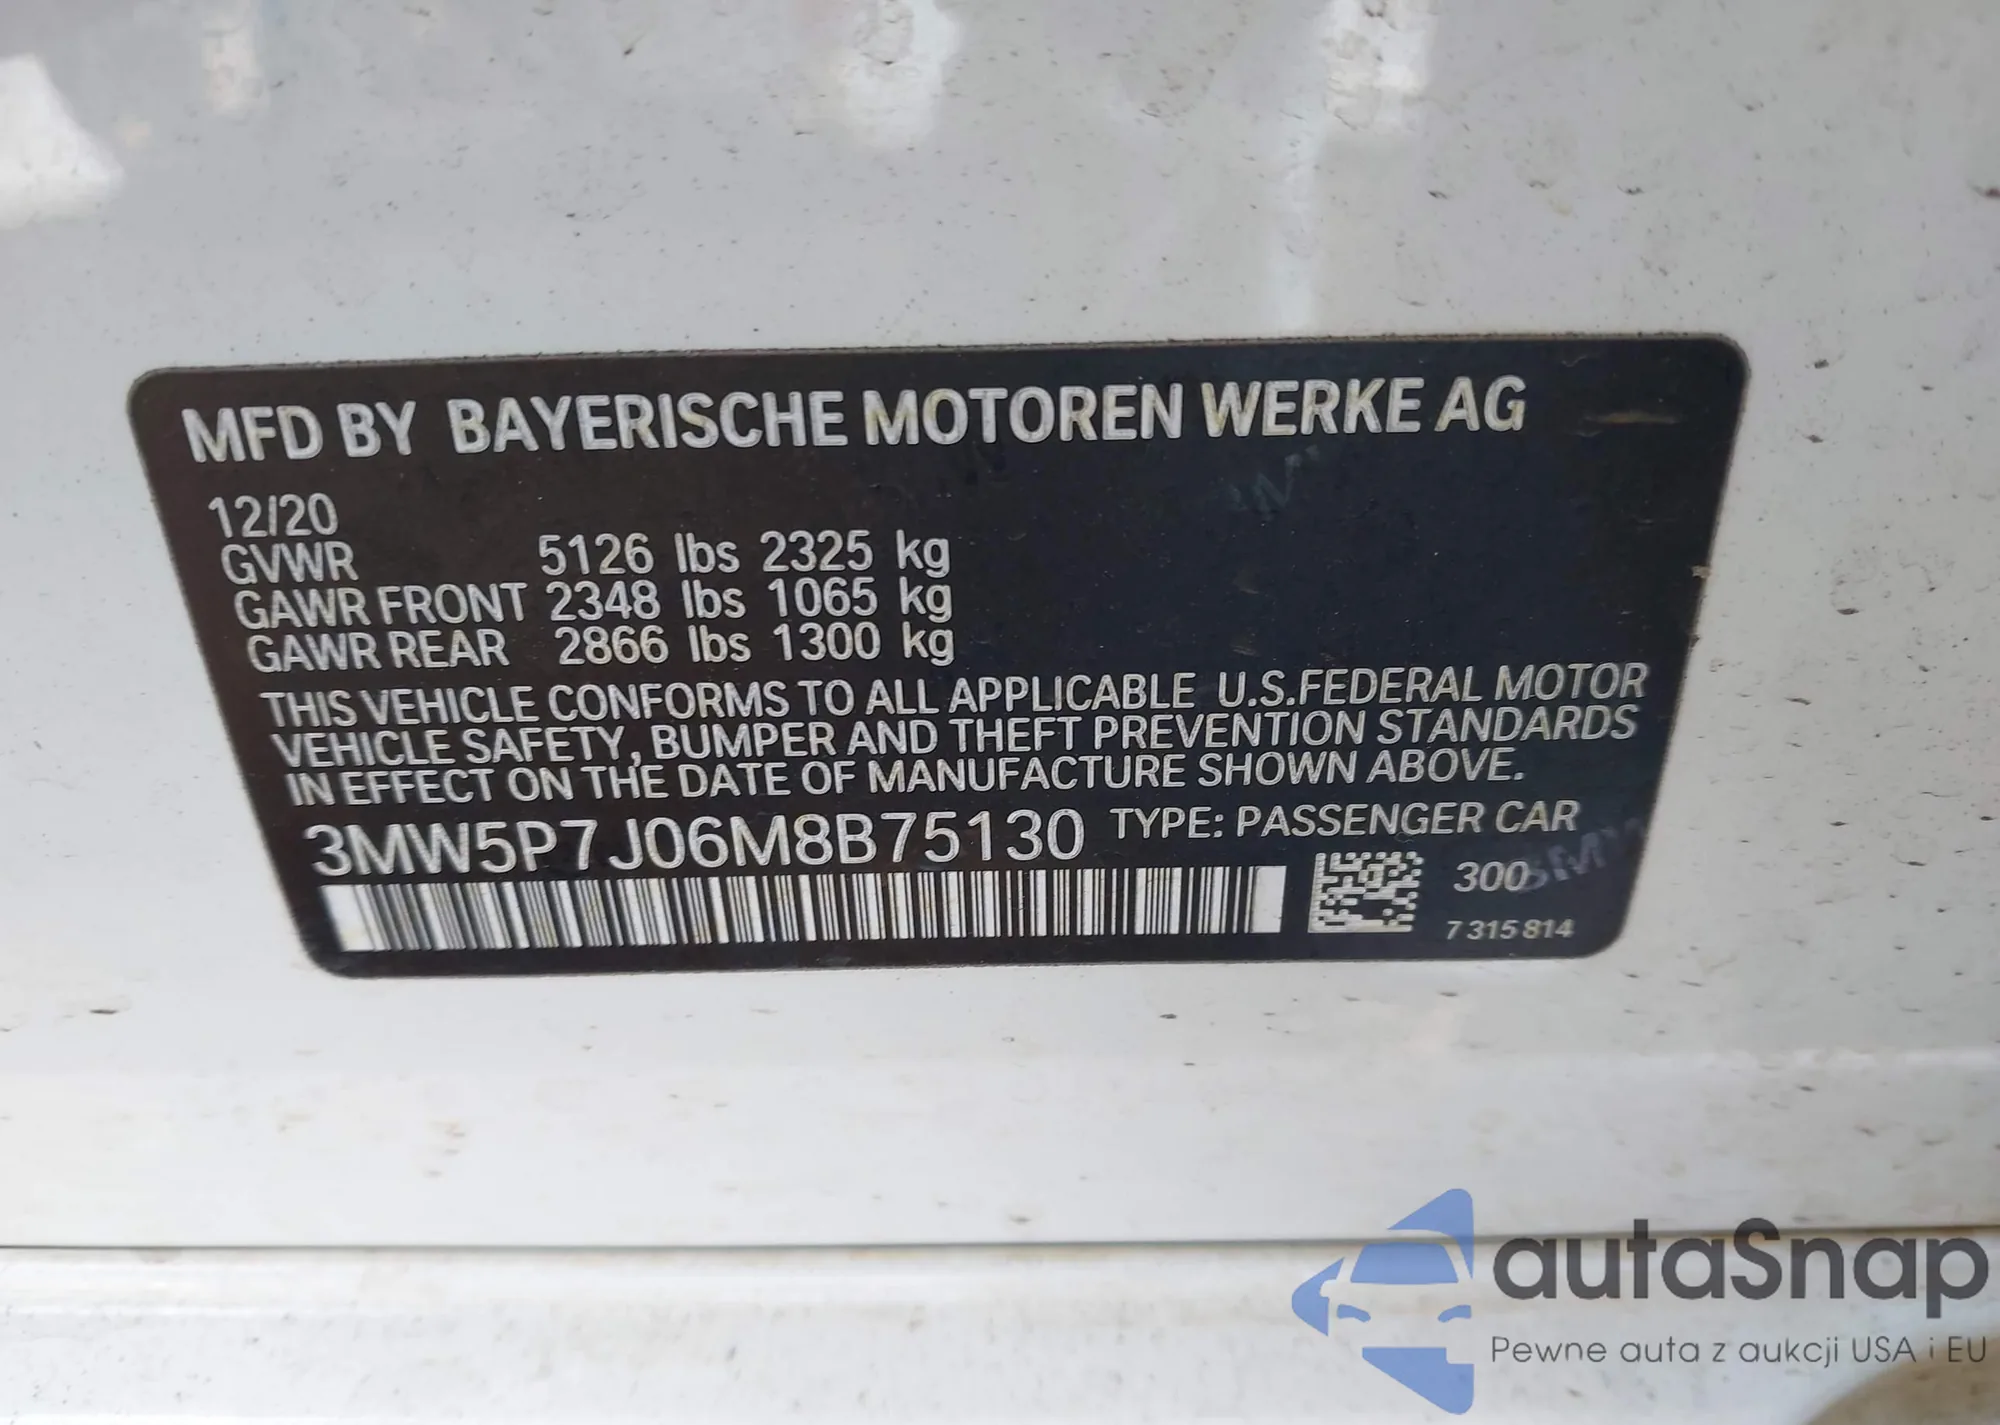 MFD BY BAYERISCHE MOTOREN WERKE AG
12/20
GVWR 5126 lbs 2325 kg
GAWR FRONT 2348 lbs 1065 kg
GAWR REAR 2866 lbs 1300 kg
THIS VEHICLE CONFORMS TO ALL APPLICABLE U.S.FEDERAL MOTOR
VEHICLE SAFETY, BUMPER AND THEFT PREVENTION STANDARDS
IN EFFECT ON THE DATE OF MANUFACTURE SHOWN ABOVE.
3MW5P7J06M8B75130 TYPE: PASSENGER CAR
300
7 315 814
autaSnap
Pewne auta z aukcji USA i EU